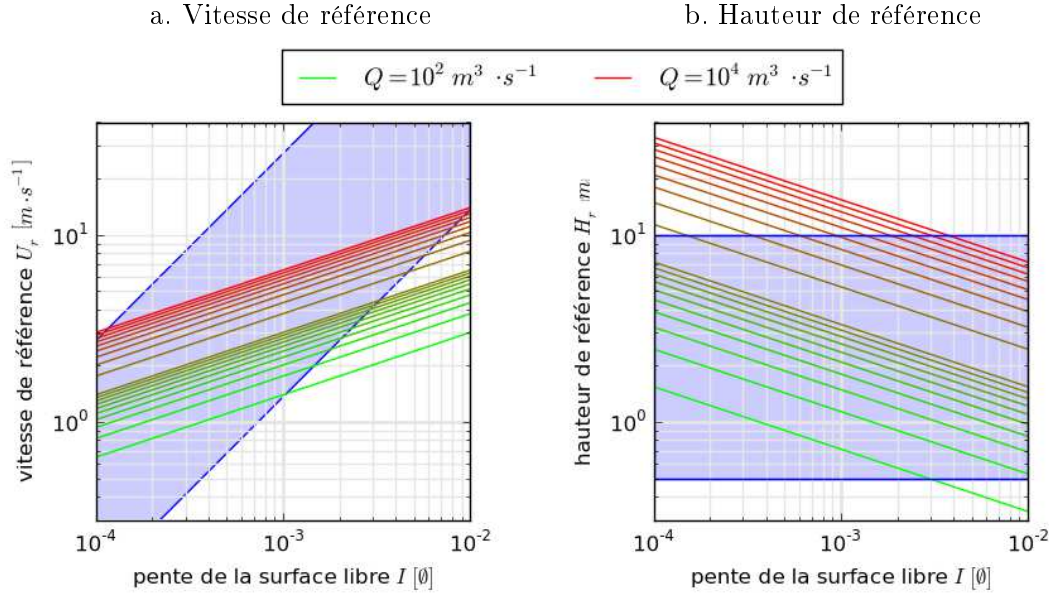 a. Vitesse de référence
b. Hauteur de référence
Q = 10² m³ · s⁻¹
Q = 10⁴ m³ · s⁻¹
vitesse de référence Uᵣ [m·s⁻¹]
10¹
10⁰
10⁻⁴
10⁻³
10⁻²
pente de la surface libre I [∅]
hauteur de référence Hᵣ [m]
10¹
10⁰
10⁻⁴
10⁻³
10⁻²
pente de la surface libre I [∅]